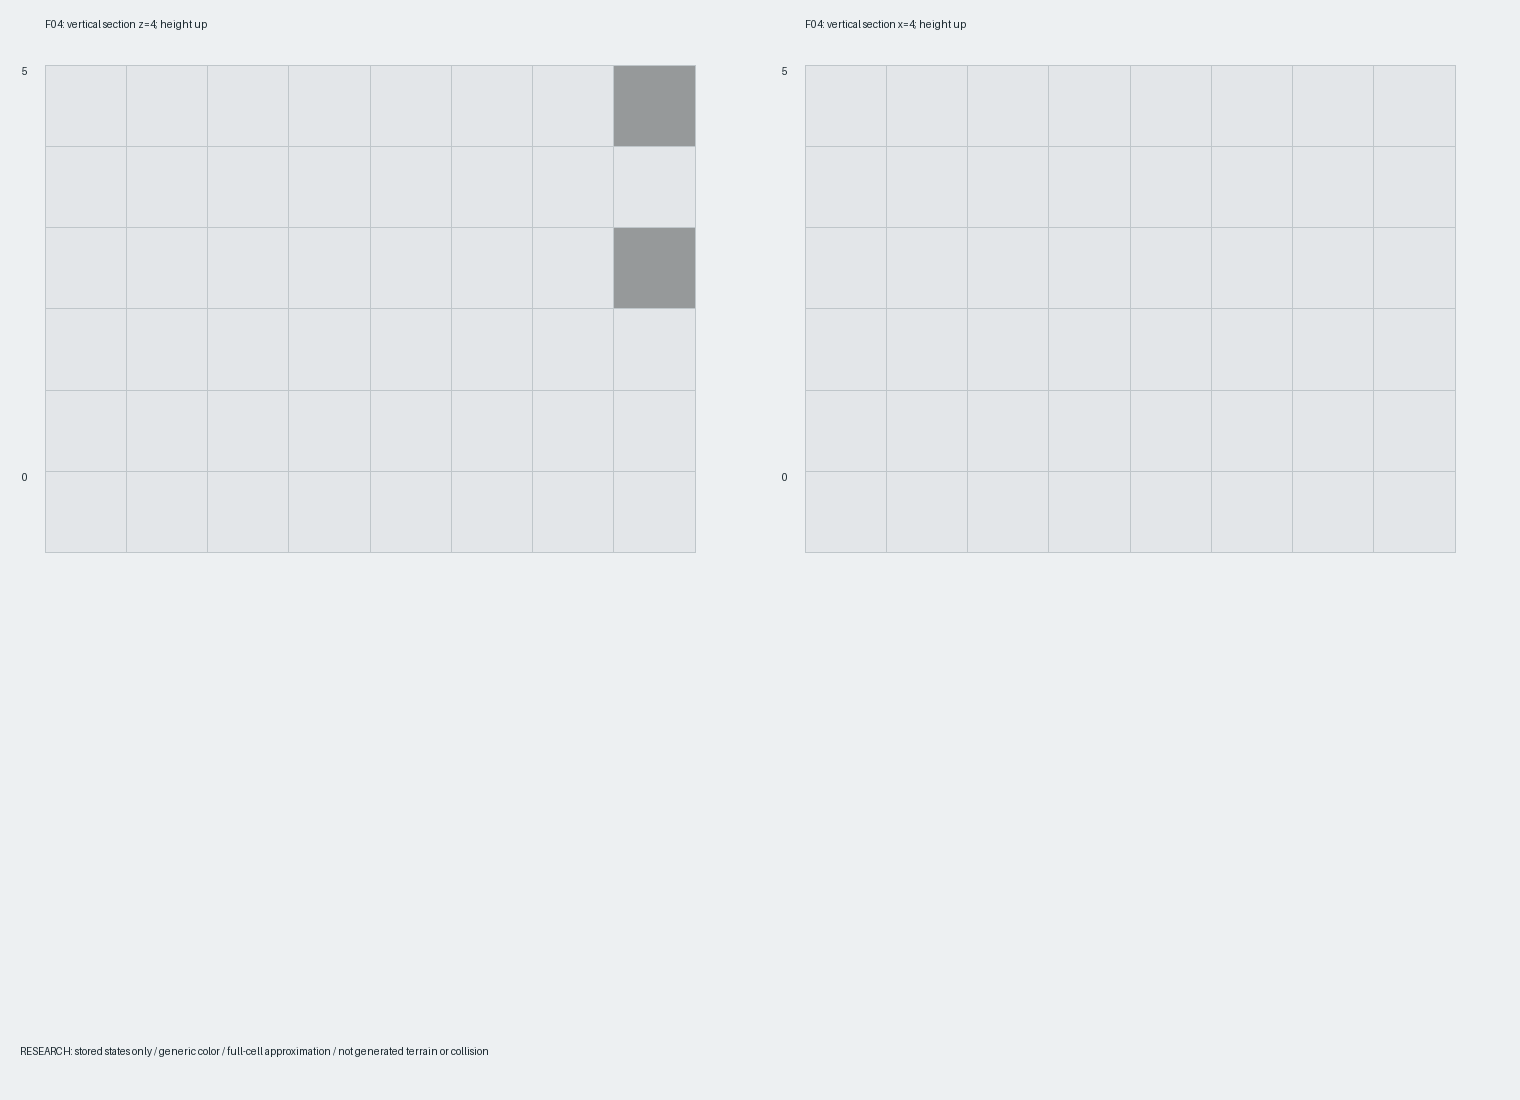 F04: vertical section z=4; height up
F04: vertical section x=4; height up
5
5
0
0
RESEARCH: stored states only / generic color / full-cell approximation / not generated terrain or collision